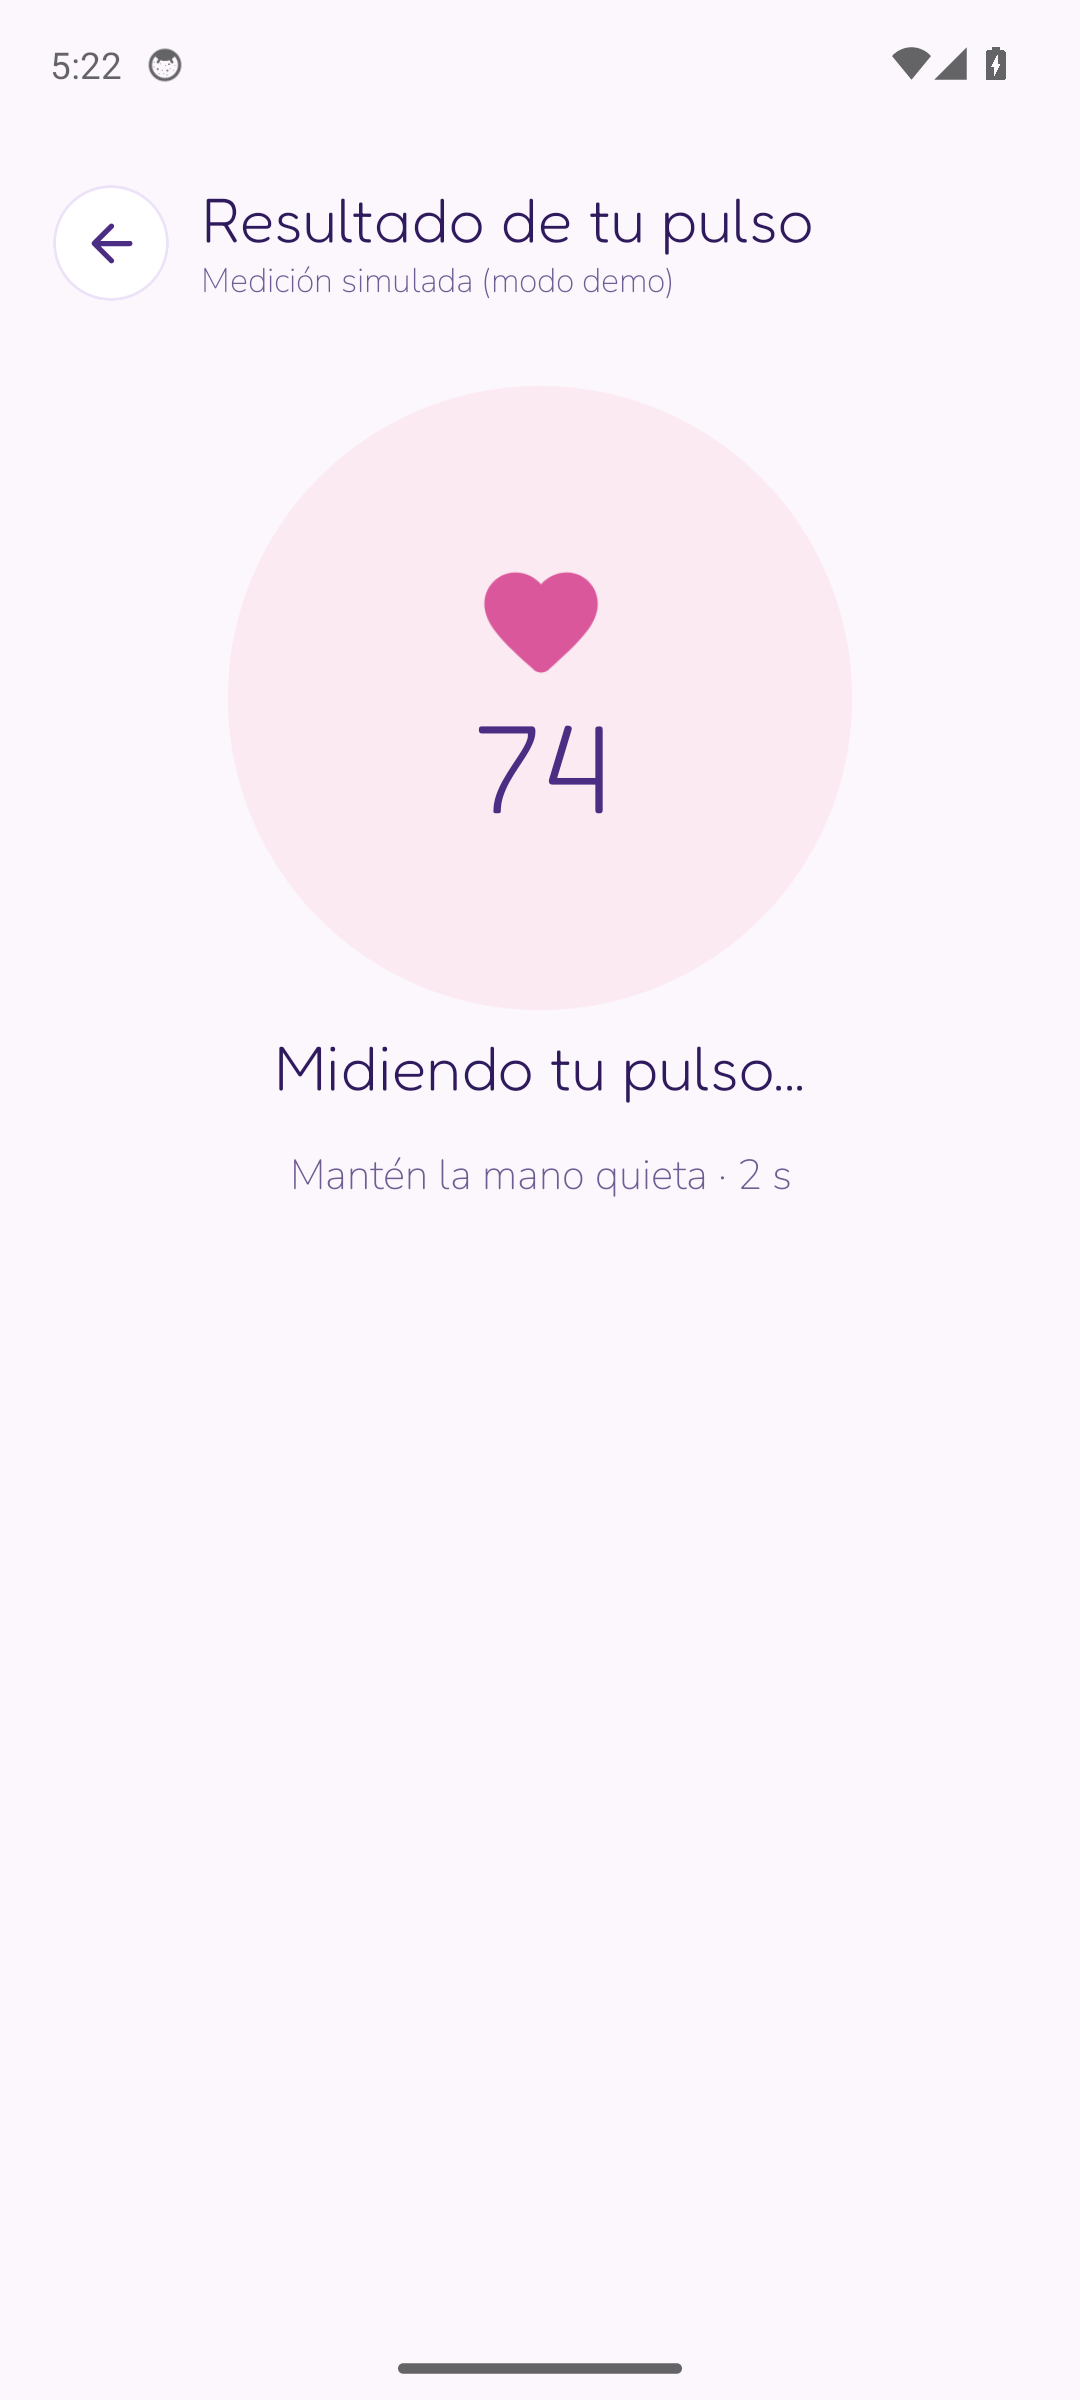 5:22
Resultado de tu pulso
Medición simulada (modo demo)
74
Midiendo tu pulso...
Mantén la mano quieta · 2 s